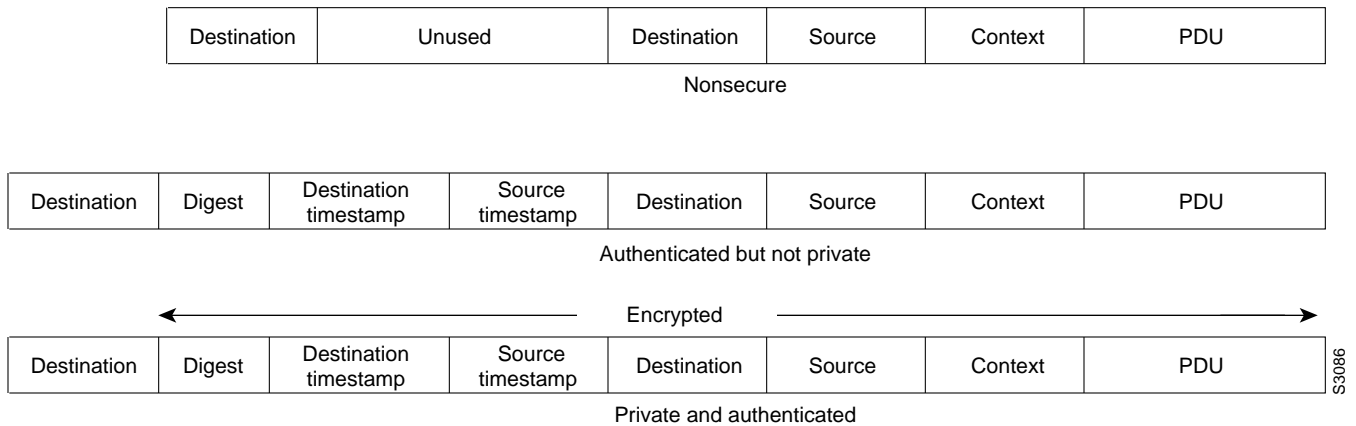 Destination Unused Destination Source Context PDU
Nonsecure
Destination Digest Destination timestamp Source timestamp Destination Source Context PDU
Authenticated but not private
Encrypted
Destination Digest Destination timestamp Source timestamp Destination Source Context PDU
S3086
Private and authenticated